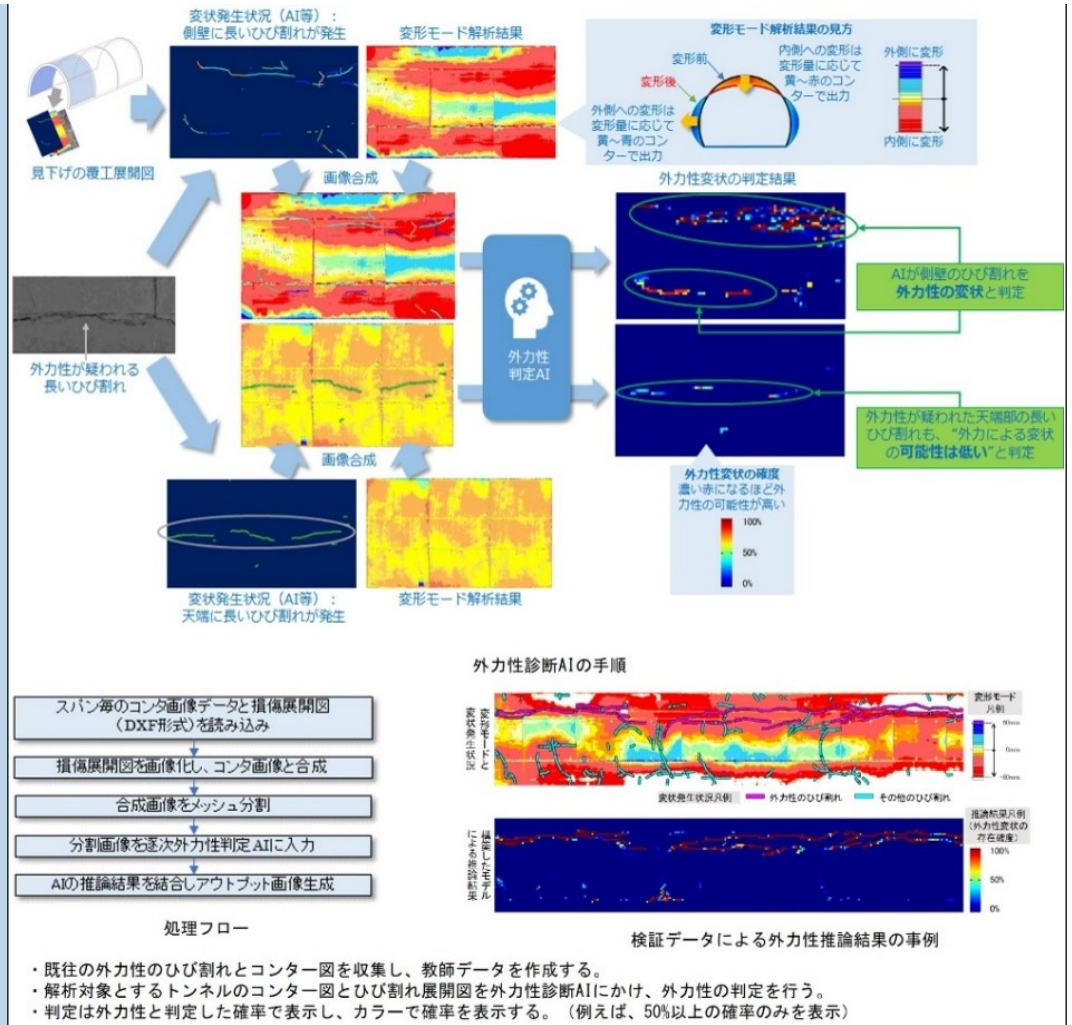 変状発生状況（AI等）：
側壁に長いひび割れが発生
変形モード解析結果
変形モード解析結果の見方
変形前
変形後
内側への変形は
変形量に応じて
黄～赤のコン
ターで出力
外側への変形は
変形量に応じて
黄～青のコン
ターで出力
外側に変形
内側に変形
見下げの覆工展開図
画像合成
外力性変状の判定結果
外力性が疑われる
長いひび割れ
外力性
判定AI
AIが側壁のひび割れを
外力性の変状と判定
外力性が疑われた天端部の長い
ひび割れも、“外力による変状
の可能性は低い”と判定
画像合成
外力性変状の確度
濃い赤になるほど外
力性の可能性が高い
100%
50%
0%
変状発生状況（AI等）：
天端に長いひび割れが発生
変形モード解析結果
外力性診断AIの手順
スパン毎のコンタ画像データと損傷展開図
（DXF形式）を読み込み
損傷展開図を画像化し、コンタ画像と合成
合成画像をメッシュ分割
分割画像を逐次外力性判定AIに入力
AIの推論結果を結合しアウトプット画像生成
処理フロー
変形モードと
変状発生状況
変形モード
凡例
0mm
変状発生状況凡例
外力性のひび割れ
その他のひび割れ
構築したモデル
による推論結果
推論結果凡例
（外力性変状の
存在確度）
100%
50%
0%
検証データによる外力性推論結果の事例
・既往の外力性のひび割れとコンター図を収集し、教師データを作成する。
・解析対象とするトンネルのコンター図とひび割れ展開図を外力性診断AIにかけ、外力性の判定を行う。
・判定は外力性と判定した確率で表示し、カラーで確率を表示する。（例えば、50%以上の確率のみを表示）